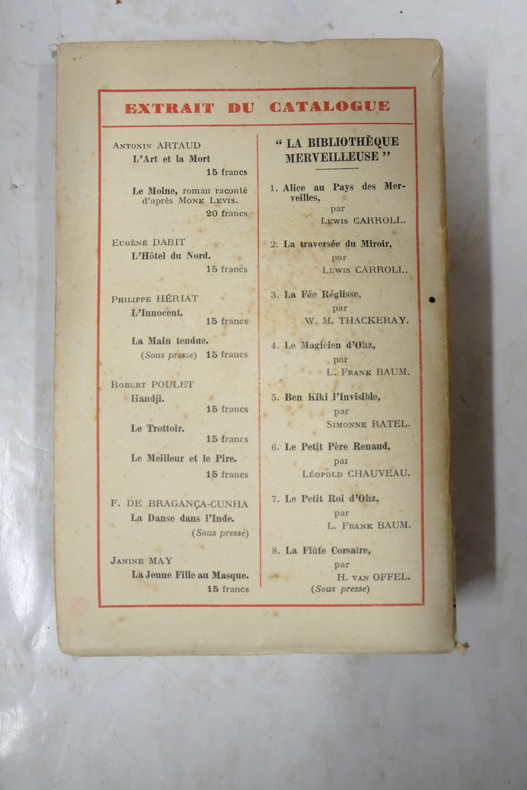 EXTRAIT DU CATALOGUE
Antonin ARTAUD
L'Art et la Mort
15 francs
Le Moine, roman raconté
d'après Monk Levis.
20 francs
Eugène DABIT
L'Hôtel du Nord.
15 francs
Philippe HÉRIAT
L'Innocent.
15 francs
La Main tendue.
(Sous presse) 15 francs
Robert POULET
Handji.
15 francs
Le Trottoir.
15 francs
Le Meilleur et le Pire.
15 francs
F. DE BRAGANÇA-CUNHA
La Danse dans l'Inde.
(Sous presse)
Janine MAY
La Jeune Fille au Masque.
15 francs
“ LA BIBLIOTHÈQUE
MERVEILLEUSE ”
1. Alice au Pays des Mer-
veilles,
par
Lewis CARROLL.
2. La traversée du Miroir,
par
Lewis CARROLL.
3. La Fée Réglisse,
par
W. M. THACKERAY.
4. Le Magicien d'Ohz,
par
L. Frank BAUM.
5. Ben Kiki l'Invisible,
par
Simonne RATEL.
6. Le Petit Père Renaud,
par
Léopold CHAUVEAU.
7. Le Petit Roi d'Ohz,
par
L. Frank BAUM.
8. La Flûte Corsaire,
par
H. van OFFEL.
(Sous presse)